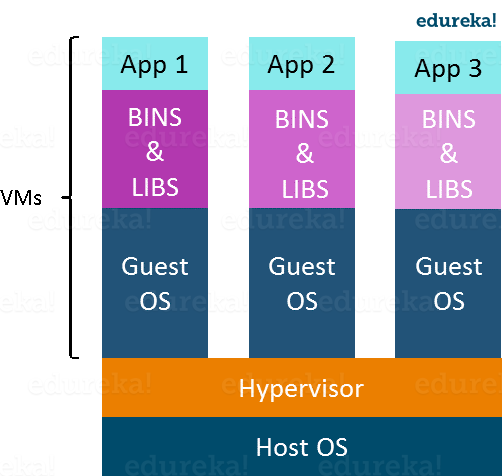 edureka!
App 1
App 2
App 3
BINS
&
LIBS
BINS
&
LIBS
BINS
&
LIBS
VMs
Guest
OS
Guest
OS
Guest
OS
Hypervisor
Host OS